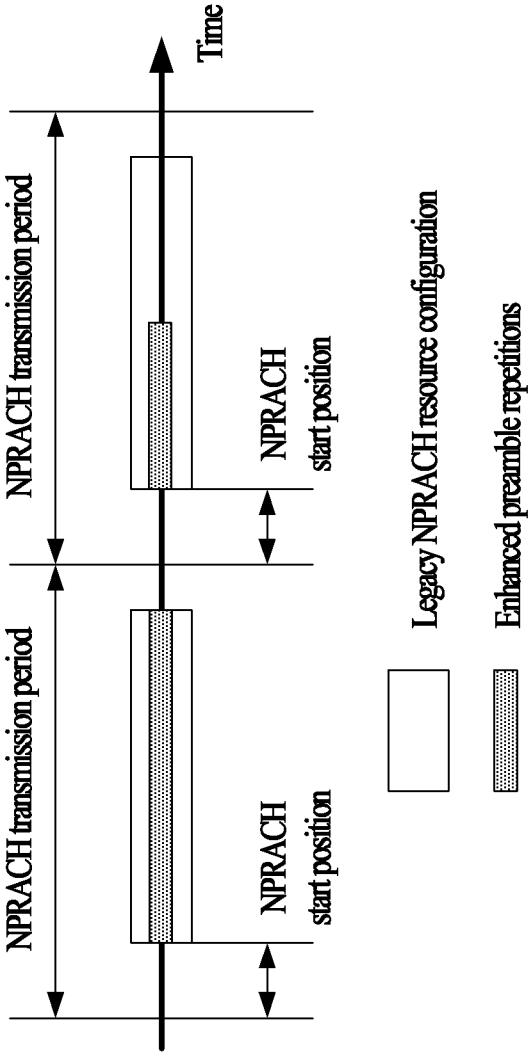 NPRACH transmission period
NPRACH transmission period
Time
NPRACH
start position
NPRACH
start position
Legacy NPRACH resource configuration
Enhanced preamble repetitions